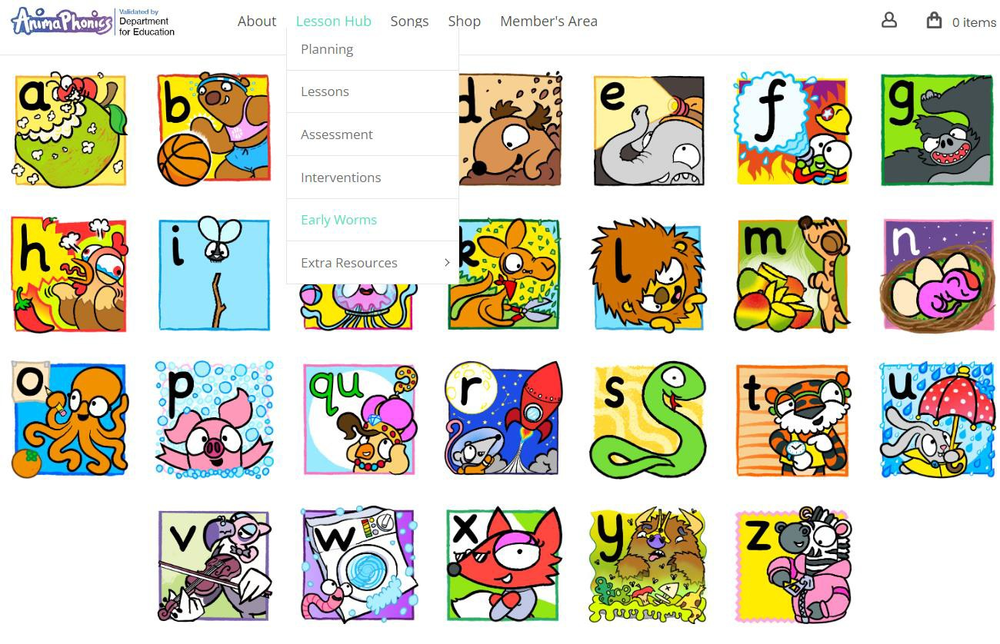 AnimaPhonics
Validated by
Department
for Education
About Lesson Hub Songs Shop Member's Area
0 items
Planning
Lessons
Assessment
Interventions
Early Worms
Extra Resources
a b d e f g
h i k l m n
o p qu r s t u
v w x y z